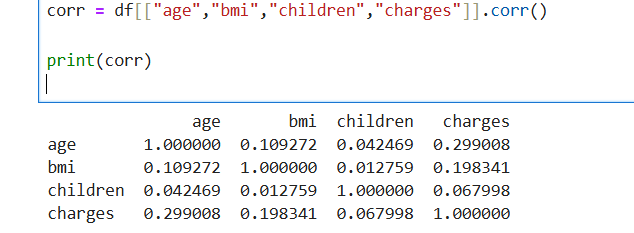 corr = df[["age","bmi","children","charges"]].corr()
print(corr)
age bmi children charges
age 1.000000 0.109272 0.042469 0.299008
bmi 0.109272 1.000000 0.012759 0.198341
children 0.042469 0.012759 1.000000 0.067998
charges 0.299008 0.198341 0.067998 1.000000